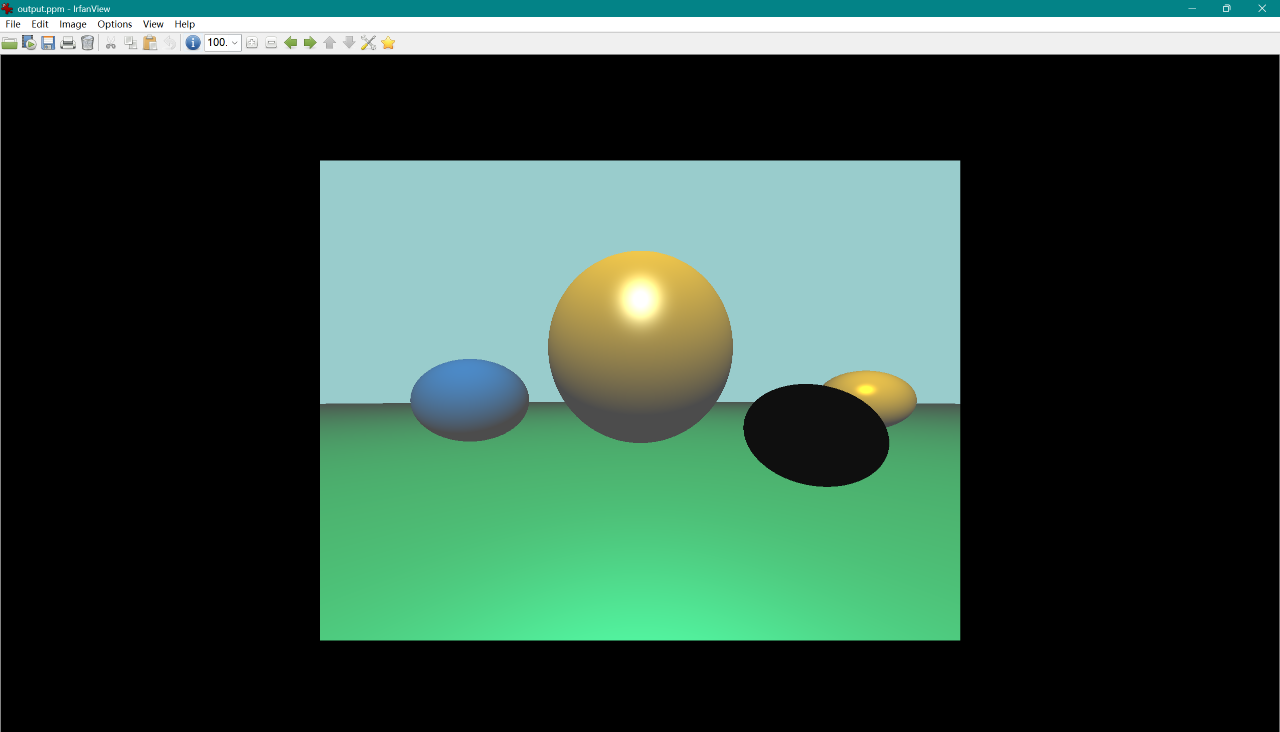 output.ppm - IrfanView
File Edit Image Options View Help
100.